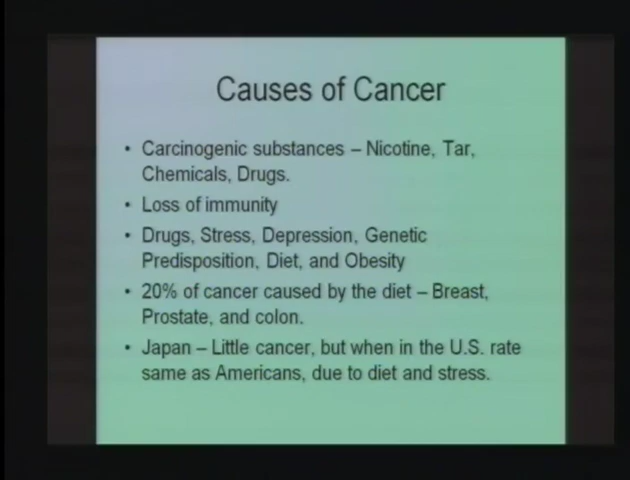 Causes of Cancer
• Carcinogenic substances – Nicotine, Tar,
Chemicals, Drugs.
• Loss of immunity
• Drugs, Stress, Depression, Genetic
Predisposition, Diet, and Obesity
• 20% of cancer caused by the diet – Breast,
Prostate, and colon.
• Japan – Little cancer, but when in the U.S. rate
same as Americans, due to diet and stress.